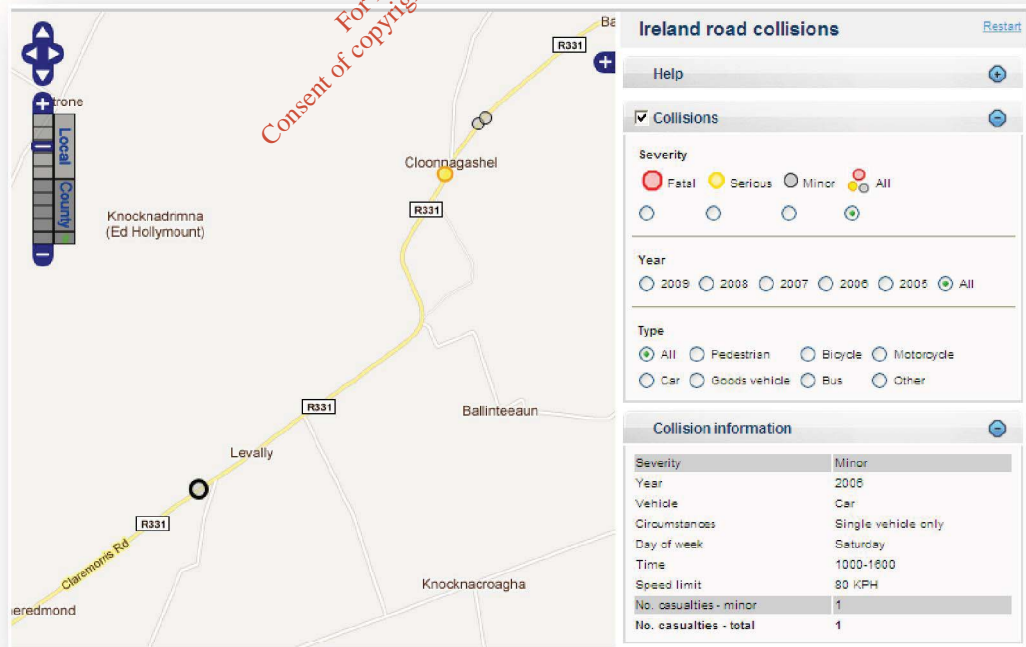 For
Consent of copyrig
Ba
R331
trone
Local
County
Cloonnagashel
R331
Knocknadrimna
(Ed Hollymount)
R331
Ballinteeaun
Levally
R331
Claremorris Rd
Knocknacroagha
eredmond
Ireland road collisions
Restart
Help
Collisions
Severity
Fatal Serious Minor All
Year
2009 2008 2007 2006 2005 All
Type
All Pedestrian Bicycle Motorcycle
Car Goods vehicle Bus Other
Collision information
Severity Minor
Year 2006
Vehicle Car
Circumstances Single vehicle only
Day of week Saturday
Time 1000-1600
Speed limit 80 KPH
No. casualties - minor 1
No. casualties - total 1